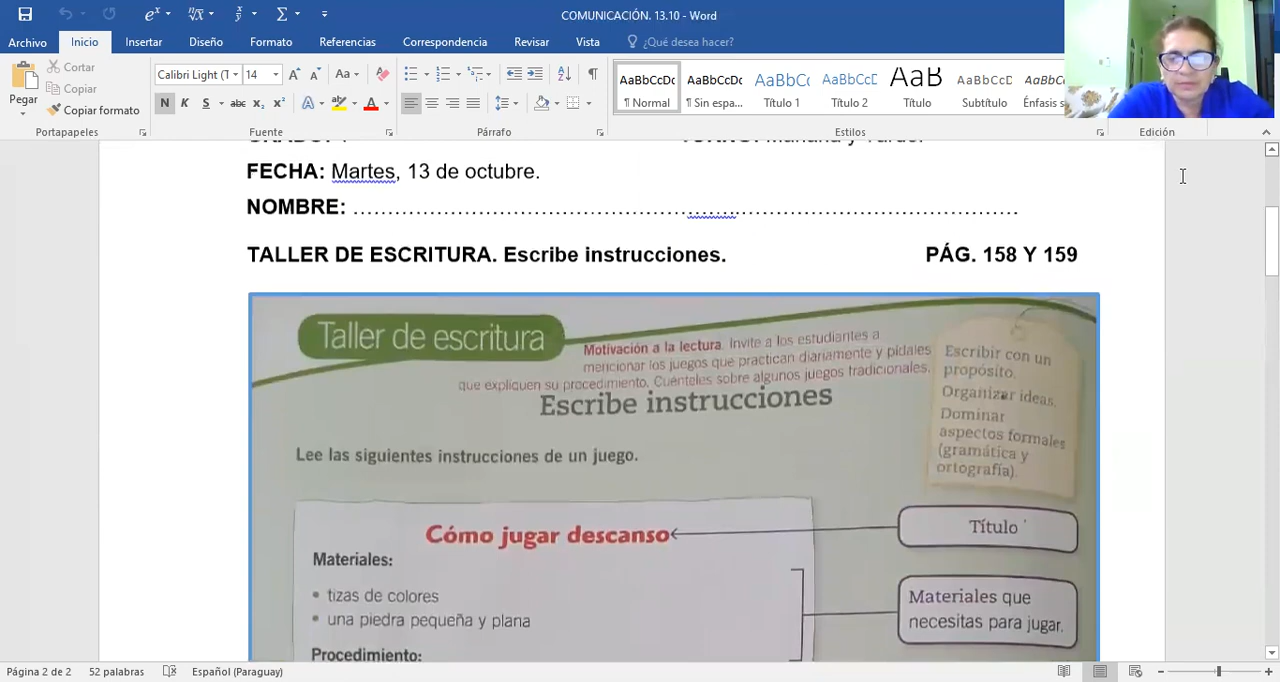 COMUNICACIÓN. 13.10 - Word
Archivo Inicio Insertar Diseño Formato Referencias Correspondencia Revisar Vista ¿Qué desea hacer?
Pegar
Cortar
Copiar
Copiar formato
Portapapeles
Calibri Light (T 14
N K S abc x₂ x²
Fuente
Párrafo
AaBbCcDc AaBbCcDc AaBbCc AaBbCcD AaB AaBbCcD AaBbCc
¶ Normal ¶ Sin espa... Título 1 Título 2 Título Subtítulo Énfasis s
Estilos
Edición
FECHA: Martes, 13 de octubre.
NOMBRE: ................................................................................................
TALLER DE ESCRITURA. Escribe instrucciones. PÁG. 158 Y 159
Taller de escritura
Motivación a la lectura. Invite a los estudiantes a
mencionar los juegos que practican diariamente y pídales
que expliquen su procedimiento. Cuénteles sobre algunos juegos tradicionales.
Escribe instrucciones
Escribir con un
propósito.
Organizar ideas.
Dominar
aspectos formales
(gramática y
ortografía).
Lee las siguientes instrucciones de un juego.
Cómo jugar descanso
Título
Materiales:
• tizas de colores
• una piedra pequeña y plana
Materiales que
necesitas para jugar.
Procedimiento:
Página 2 de 2 52 palabras Español (Paraguay)